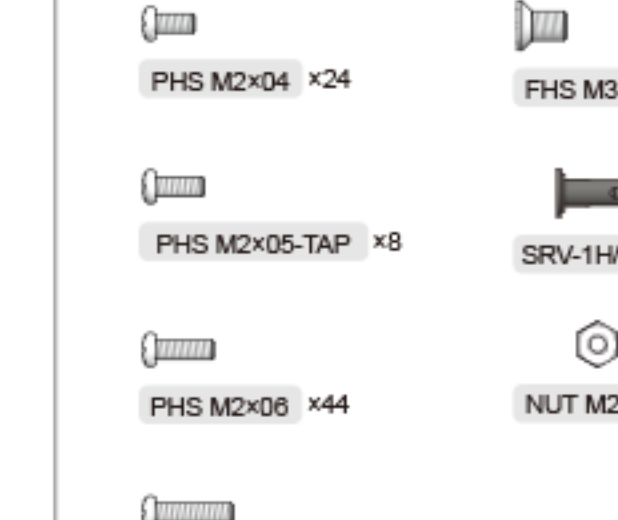 PHS M2×04 ×24
FHS M3
PHS M2×05-TAP ×8
SRV-1H/
PHS M2×06 ×44
NUT M2